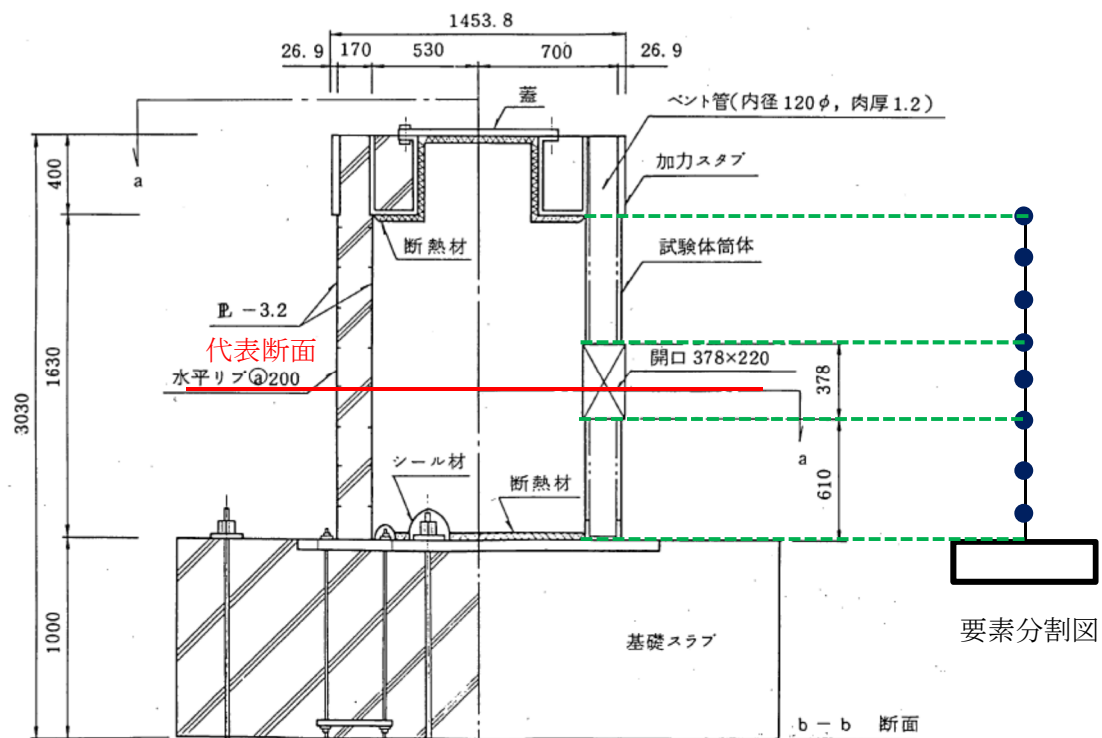 1453.8
26.9 170 530 700 26.9
蓋
ベント管(内径120φ, 肉厚1.2)
加力スタブ
a
400
断熱材
試験体筒体
PL -3.2
代表断面
水平リブⓐ200
開口 378×220
1630
3030
378
a
シール材
断熱材
610
1000
基礎スラブ
要素分割図
b - b 断面